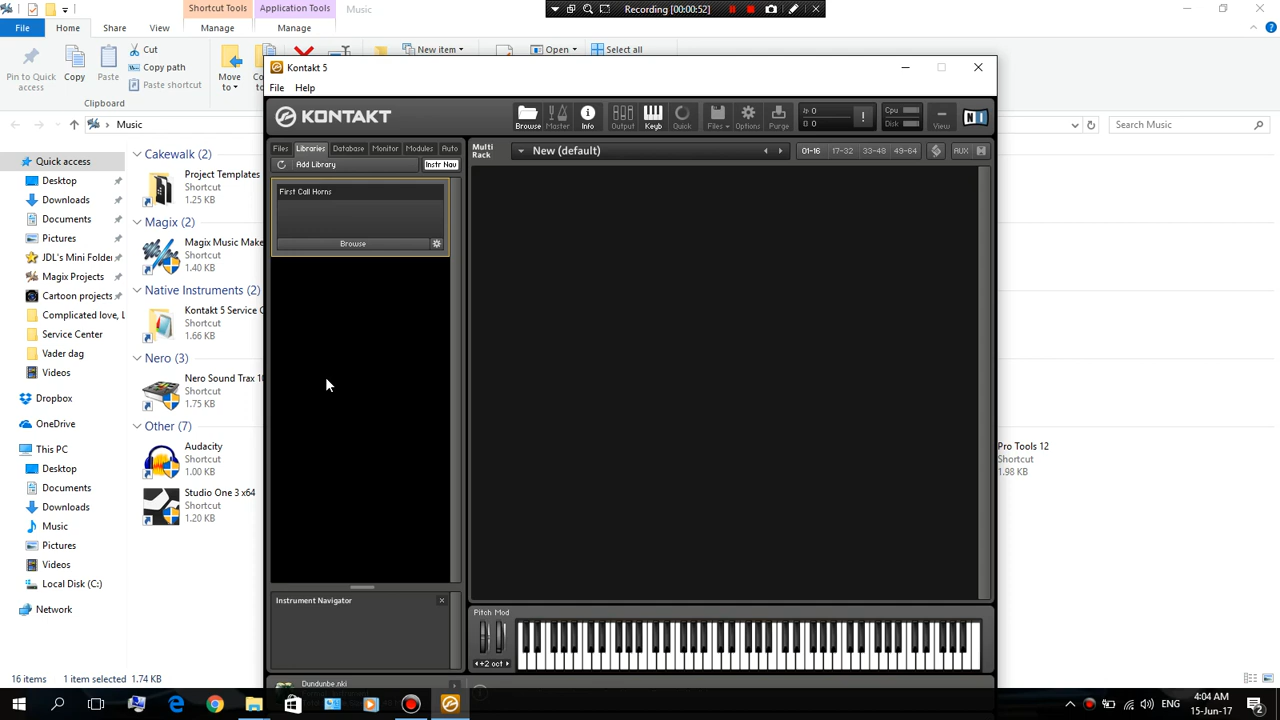 Shortcut Tools
Application Tools
Music
Recording [00:00:52]
File
Home
Share
View
Manage
Manage
Pin to Quick access
Copy
Paste
Cut
Copy path
Paste shortcut
Clipboard
Move to
New item
Open
Select all
Music
Search Music
Quick access
Desktop
Downloads
Documents
Pictures
JDL's Mini Folder
Magix Projects
Cartoon projects
Complicated love, L
Service Center
Vader dag
Videos
Dropbox
OneDrive
This PC
Desktop
Documents
Downloads
Music
Pictures
Videos
Local Disk (C:)
Network
Cakewalk (2)
Project Templates
Shortcut
1.25 KB
Magix (2)
Magix Music Make
Shortcut
1.40 KB
Native Instruments (2)
Kontakt 5 Service C
Shortcut
1.66 KB
Nero (3)
Nero Sound Trax 10
Shortcut
1.75 KB
Other (7)
Audacity
Shortcut
1.00 KB
Studio One 3 x64
Shortcut
1.20 KB
Pro Tools 12
Shortcut
1.98 KB
Kontakt 5
File Help
KONTAKT
Browse Master Info Output Keyb Quick Files Options Purge
0
0 0
!
Cpu
Disk
View
NI
Files Libraries Database Monitor Modules Auto
Add Library Instr Nav
First Call Horns
Browse
Multi Rack
New (default)
01-16 17-32 33-48 49-64 AUX
Instrument Navigator
Pitch Mod
+2 oct
Dundunbe.nki
16 items 1 item selected 1.74 KB
ENG
4:04 AM
15-Jun-17
2